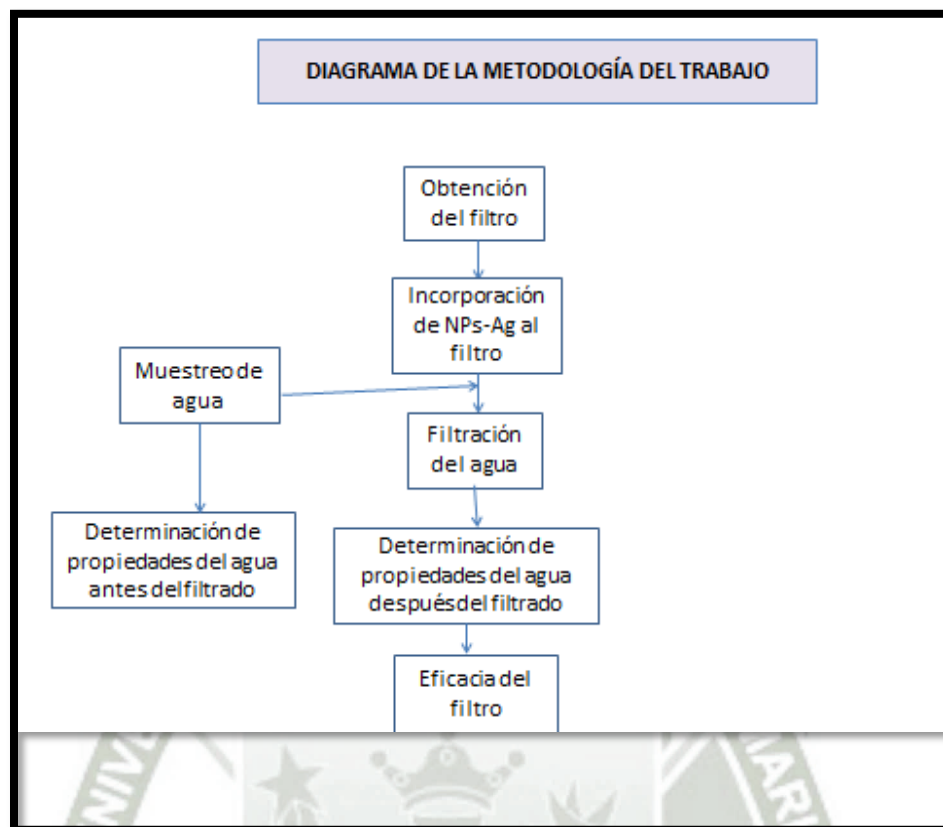 DIAGRAMA DE LA METODOLOGÍA DEL TRABAJO
Obtención
del filtro
Incorporación
de NPs-Ag al
filtro
Muestreo de
agua
Filtración
del agua
Determinación de
propiedades del agua
antes del filtrado
Determinación de
propiedades del agua
después del filtrado
Eficacia del
filtro